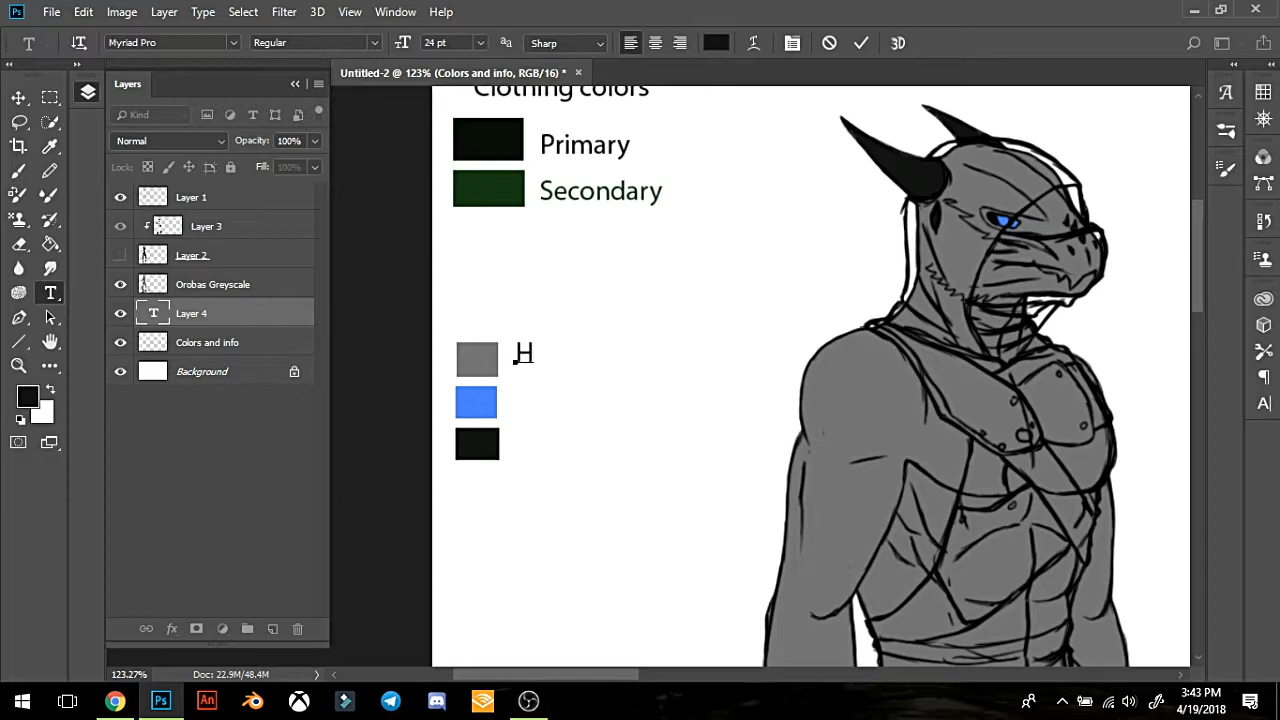 Ps File Edit Image Layer Type Select Filter 3D View Window Help
T Myriad Pro Regular 24 pt Sharp 3D
Layers
Untitled-2 @ 123% (Colors and info, RGB/16) *
Kind
Normal Opacity: 100%
Lock: Fill: 100%
Layer 1
Layer 3
Layer 2
Orobas Greyscale
T Layer 4
Colors and info
Background
Clothing colors
Primary
Secondary
H
123.27% Doc: 22.9M/48.4M
Ps An
3:43 PM
4/19/2018